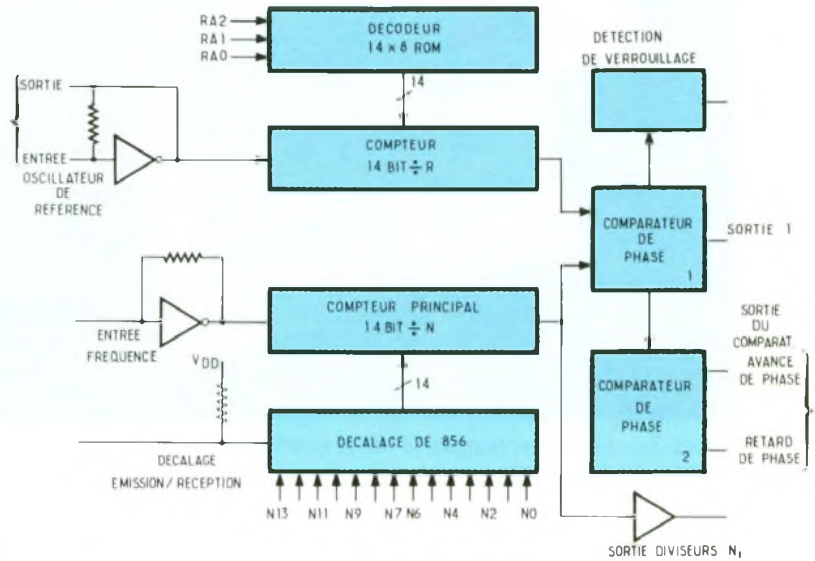 RA2
RA1
RA0
DECODEUR
14 x 8 ROM
14
DETECTION
DE VERROUILLAGE
SORTIE
ENTREE
OSCILLATEUR
DE
REFERENCE
COMPTEUR
14 BIT ÷ R
COMPARATEUR
DE
PHASE
1
SORTIE 1
ENTREE
FREQUENCE
COMPTEUR PRINCIPAL
14 BIT ÷ N
14
VDD
DECALAGE
EMISSION / RECEPTION
DECALAGE DE 856
N13 N11 N9 N7 N6 N4 N2 N0
SORTIE
DU
COMPARAT.
AVANCE
DE PHASE
COMPARATEUR
DE
PHASE
2
RETARD
DE PHASE
SORTIE DIVISEURS N,